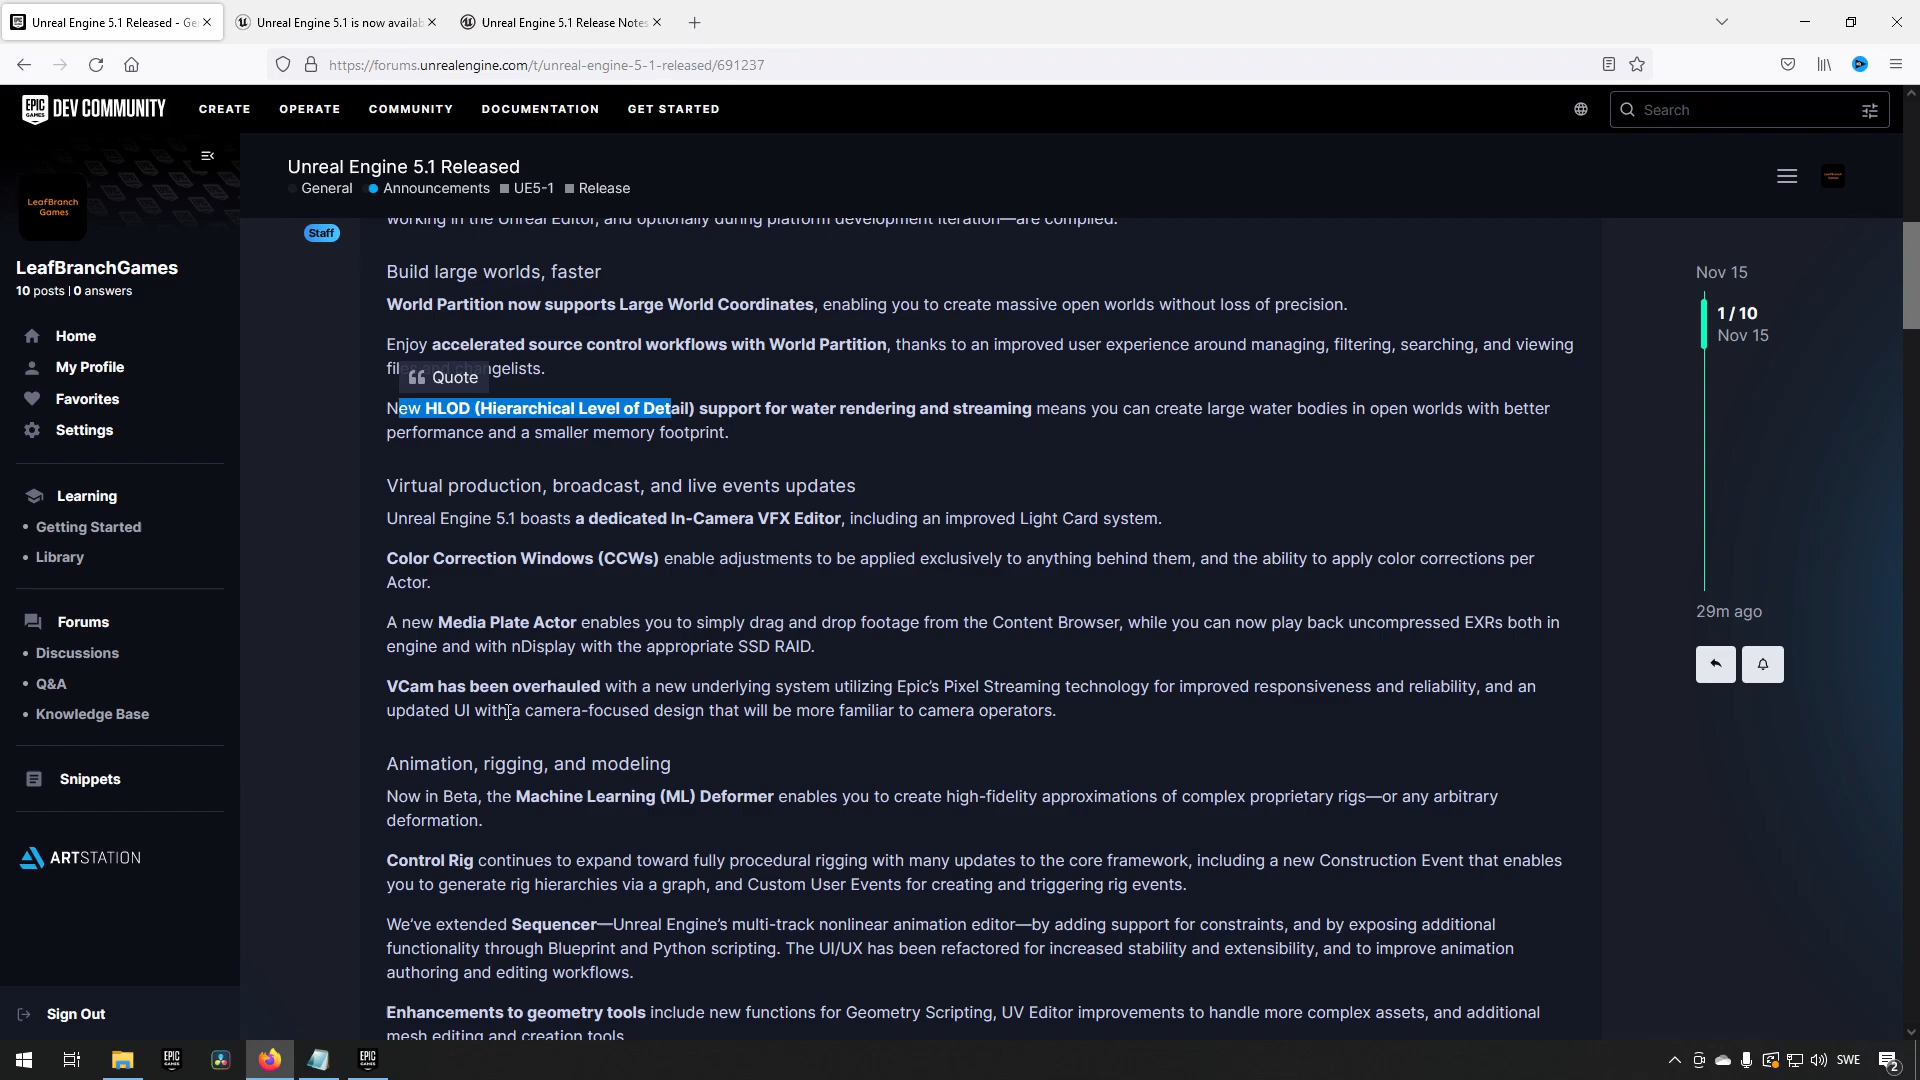 Unreal Engine 5.1 Released - Ge
Unreal Engine 5.1 is now availab
Unreal Engine 5.1 Release Notes
https://forums.unrealengine.com/t/unreal-engine-5-1-released/691237
EPIC GAMES DEV COMMUNITY
CREATE
OPERATE
COMMUNITY
DOCUMENTATION
GET STARTED
Search
LeafBranch
Games
LeafBranchGames
10 posts | 0 answers
Home
My Profile
Favorites
Settings
Learning
• Getting Started
• Library
Forums
• Discussions
• Q&A
• Knowledge Base
Snippets
ARTSTATION
Sign Out
Unreal Engine 5.1 Released
General Announcements UE5-1 Release
Staff
working in the Unreal Editor, and optionally during platform development iteration—are compiled.
Build large worlds, faster
World Partition now supports Large World Coordinates, enabling you to create massive open worlds without loss of precision.
Enjoy accelerated source control workflows with World Partition, thanks to an improved user experience around managing, filtering, searching, and viewing
files and changelists.
Quote
New HLOD (Hierarchical Level of Detail) support for water rendering and streaming means you can create large water bodies in open worlds with better
performance and a smaller memory footprint.
Virtual production, broadcast, and live events updates
Unreal Engine 5.1 boasts a dedicated In-Camera VFX Editor, including an improved Light Card system.
Color Correction Windows (CCWs) enable adjustments to be applied exclusively to anything behind them, and the ability to apply color corrections per
Actor.
A new Media Plate Actor enables you to simply drag and drop footage from the Content Browser, while you can now play back uncompressed EXRs both in
engine and with nDisplay with the appropriate SSD RAID.
VCam has been overhauled with a new underlying system utilizing Epic's Pixel Streaming technology for improved responsiveness and reliability, and an
updated UI with a camera-focused design that will be more familiar to camera operators.
Animation, rigging, and modeling
Now in Beta, the Machine Learning (ML) Deformer enables you to create high-fidelity approximations of complex proprietary rigs—or any arbitrary
deformation.
Control Rig continues to expand toward fully procedural rigging with many updates to the core framework, including a new Construction Event that enables
you to generate rig hierarchies via a graph, and Custom User Events for creating and triggering rig events.
We've extended Sequencer—Unreal Engine's multi-track nonlinear animation editor—by adding support for constraints, and by exposing additional
functionality through Blueprint and Python scripting. The UI/UX has been refactored for increased stability and extensibility, and to improve animation
authoring and editing workflows.
Enhancements to geometry tools include new functions for Geometry Scripting, UV Editor improvements to handle more complex assets, and additional
mesh editing and creation tools.
Nov 15
1 / 10
Nov 15
29m ago
EPIC GAMES
EPIC GAMES
SWE
2